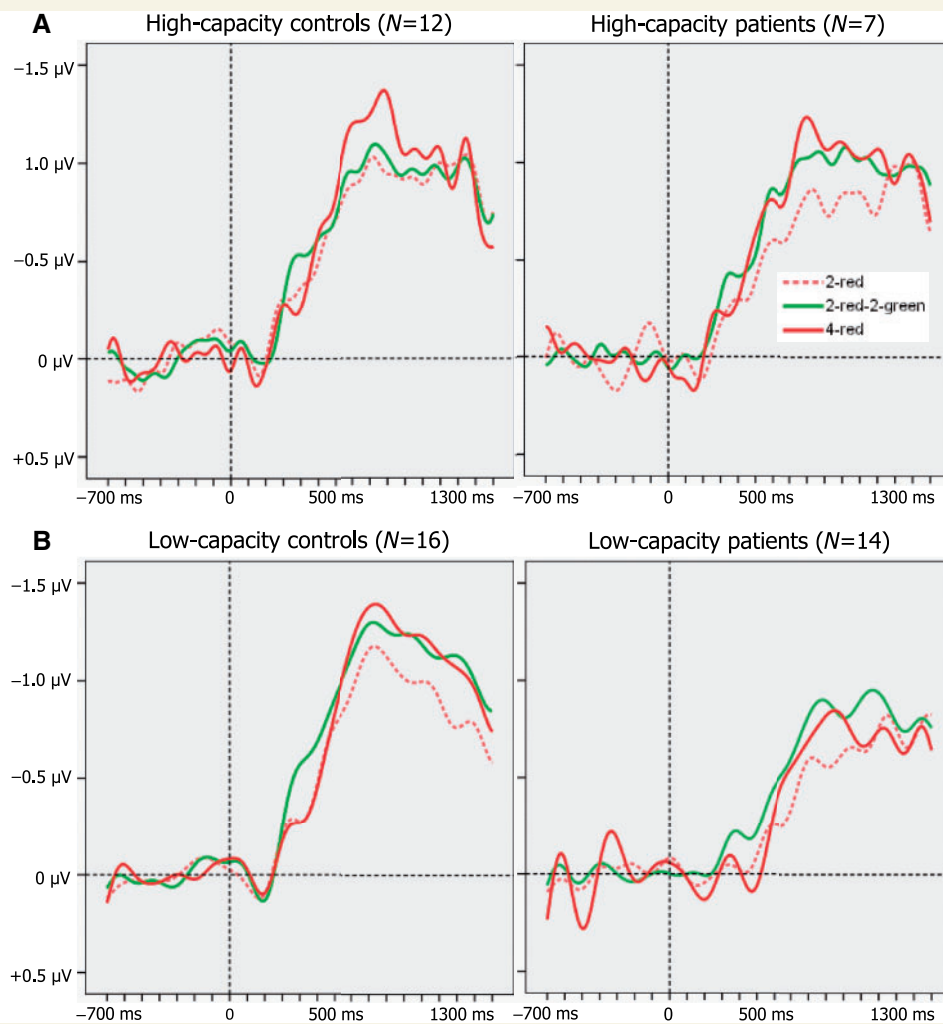 A
High-capacity controls (N=12)
High-capacity patients (N=7)
−1.5 µV
1.0 µV
−0.5 µV
0 µV
+0.5 µV
2-red
2-red-2-green
4-red
−700 ms 0 500 ms 1300 ms
−700 ms 0 500 ms 1300 ms
B
Low-capacity controls (N=16)
Low-capacity patients (N=14)
−1.5 µV
−1.0 µV
−0.5 µV
0 µV
+0.5 µV
−700 ms 0 500 ms 1300 ms
−700 ms 0 500 ms 1300 ms